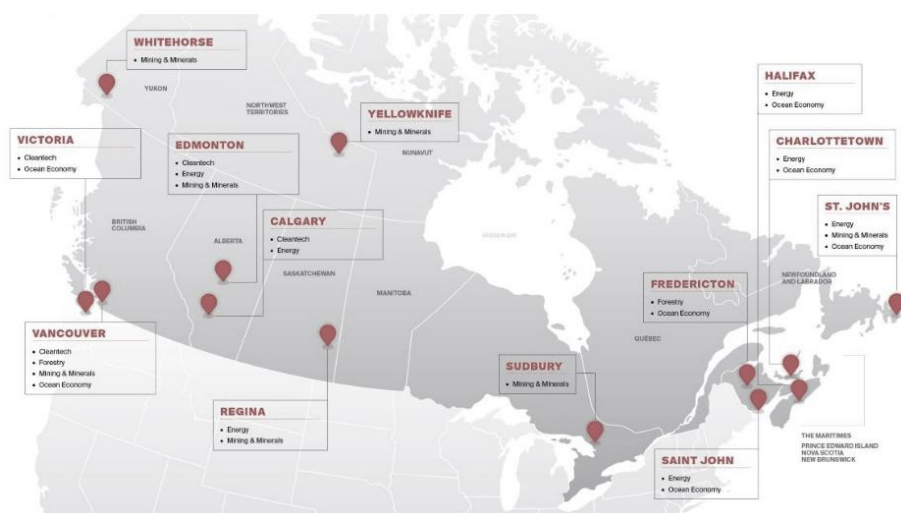 WHITEHORSE
• Mining & Minerals
YUKON
NORTHWEST
TERRITORIES
YELLOWKNIFE
• Mining & Minerals
NUNAVUT
HALIFAX
• Energy
• Ocean Economy
VICTORIA
• Cleantech
• Ocean Economy
EDMONTON
• Cleantech
• Energy
• Mining & Minerals
CHARLOTTETOWN
• Energy
• Ocean Economy
ST. JOHN'S
• Energy
• Mining & Minerals
• Ocean Economy
BRITISH
COLUMBIA
ALBERTA
CALGARY
• Cleantech
• Energy
SASKATCHEWAN
MANITOBA
FREDERICTON
• Forestry
• Ocean Economy
NEWFOUNDLAND
AND LABRADOR
QUÉBEC
VANCOUVER
• Cleantech
• Forestry
• Mining & Minerals
• Ocean Economy
SUDBURY
• Mining & Minerals
REGINA
• Energy
• Mining & Minerals
SAINT JOHN
• Energy
• Ocean Economy
THE MARITIMES
PRINCE EDWARD ISLAND
NOVA SCOTIA
NEW BRUNSWICK